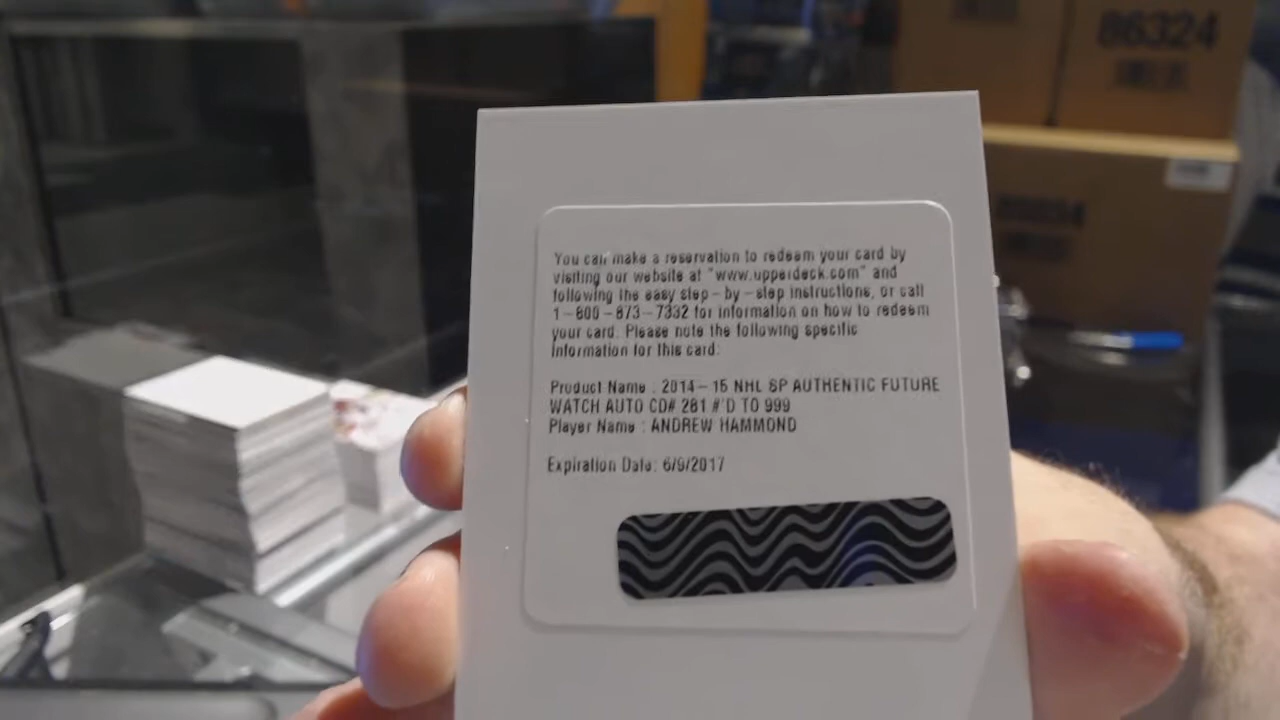 86324
You can make a reservation to redeem your card by
visiting our website at "www.upperdeck.com" and
following the easy step-by-step instructions, or call
1-800-873-7332 for information on how to redeem
your card. Please note the following specific
information for this card:
Product Name : 2014-15 NHL SP AUTHENTIC FUTURE
WATCH AUTO CD# 281 #'D TO 999
Player Name : ANDREW HAMMOND
Expiration Date: 6/9/2017